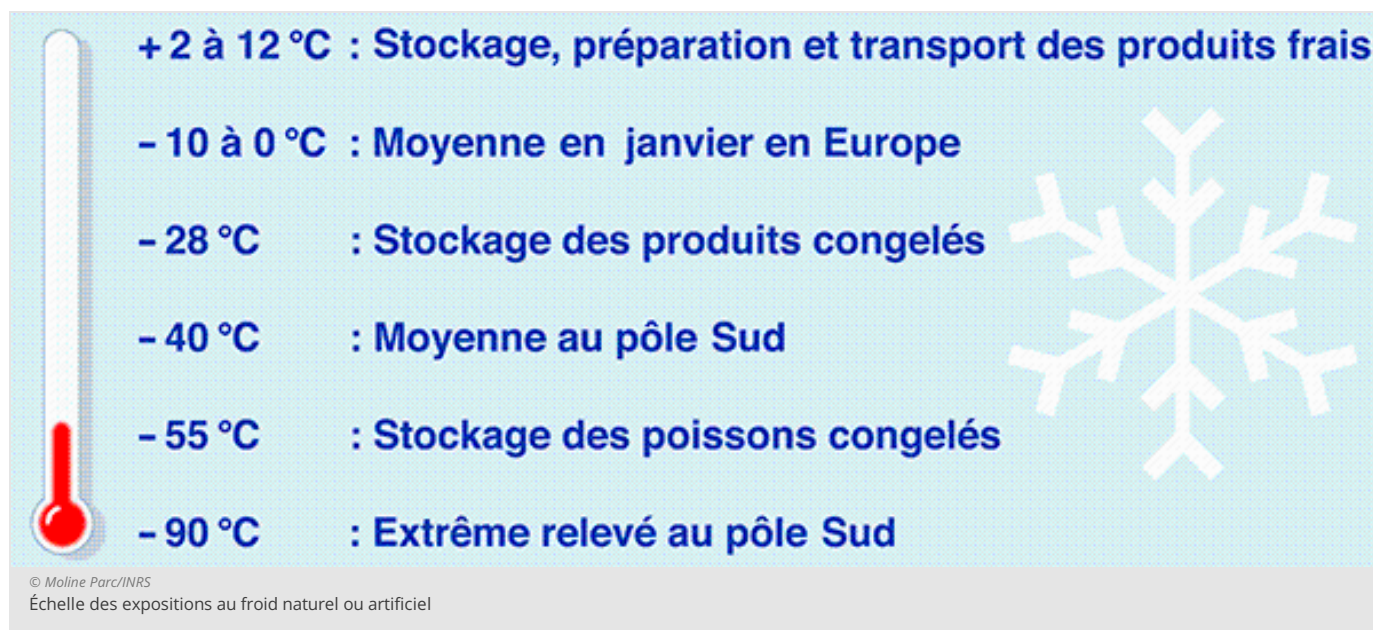 + 2 à 12 °C : Stockage, préparation et transport des produits frais
– 10 à 0 °C : Moyenne en janvier en Europe
– 28 °C : Stockage des produits congelés
– 40 °C : Moyenne au pôle Sud
– 55 °C : Stockage des poissons congelés
– 90 °C : Extrême relevé au pôle Sud
© Moline Parc/INRS
Échelle des expositions au froid naturel ou artificiel